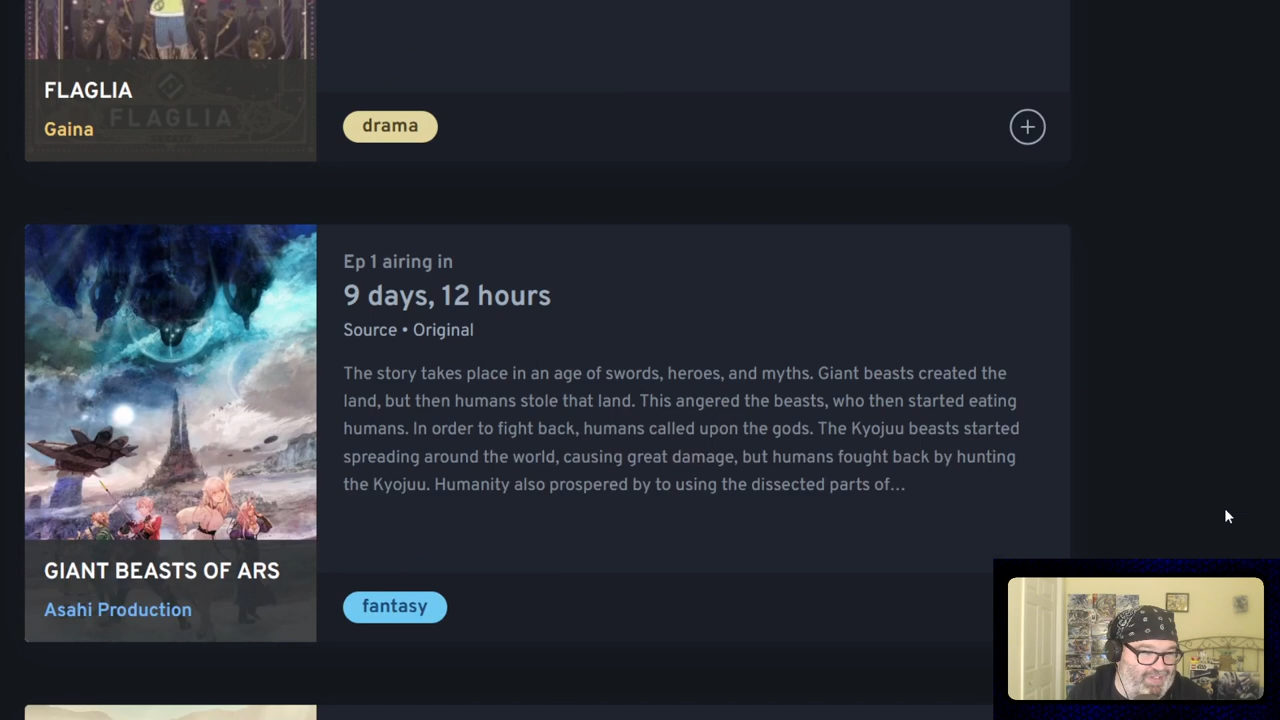 FLAGLIA
FLAGLIA
Gaina
drama
Ep 1 airing in
9 days, 12 hours
Source • Original
The story takes place in an age of swords, heroes, and myths. Giant beasts created the
land, but then humans stole that land. This angered the beasts, who then started eating
humans. In order to fight back, humans called upon the gods. The Kyojuu beasts started
spreading around the world, causing great damage, but humans fought back by hunting
the Kyojuu. Humanity also prospered by to using the dissected parts of...
GIANT BEASTS OF ARS
Asahi Production
fantasy